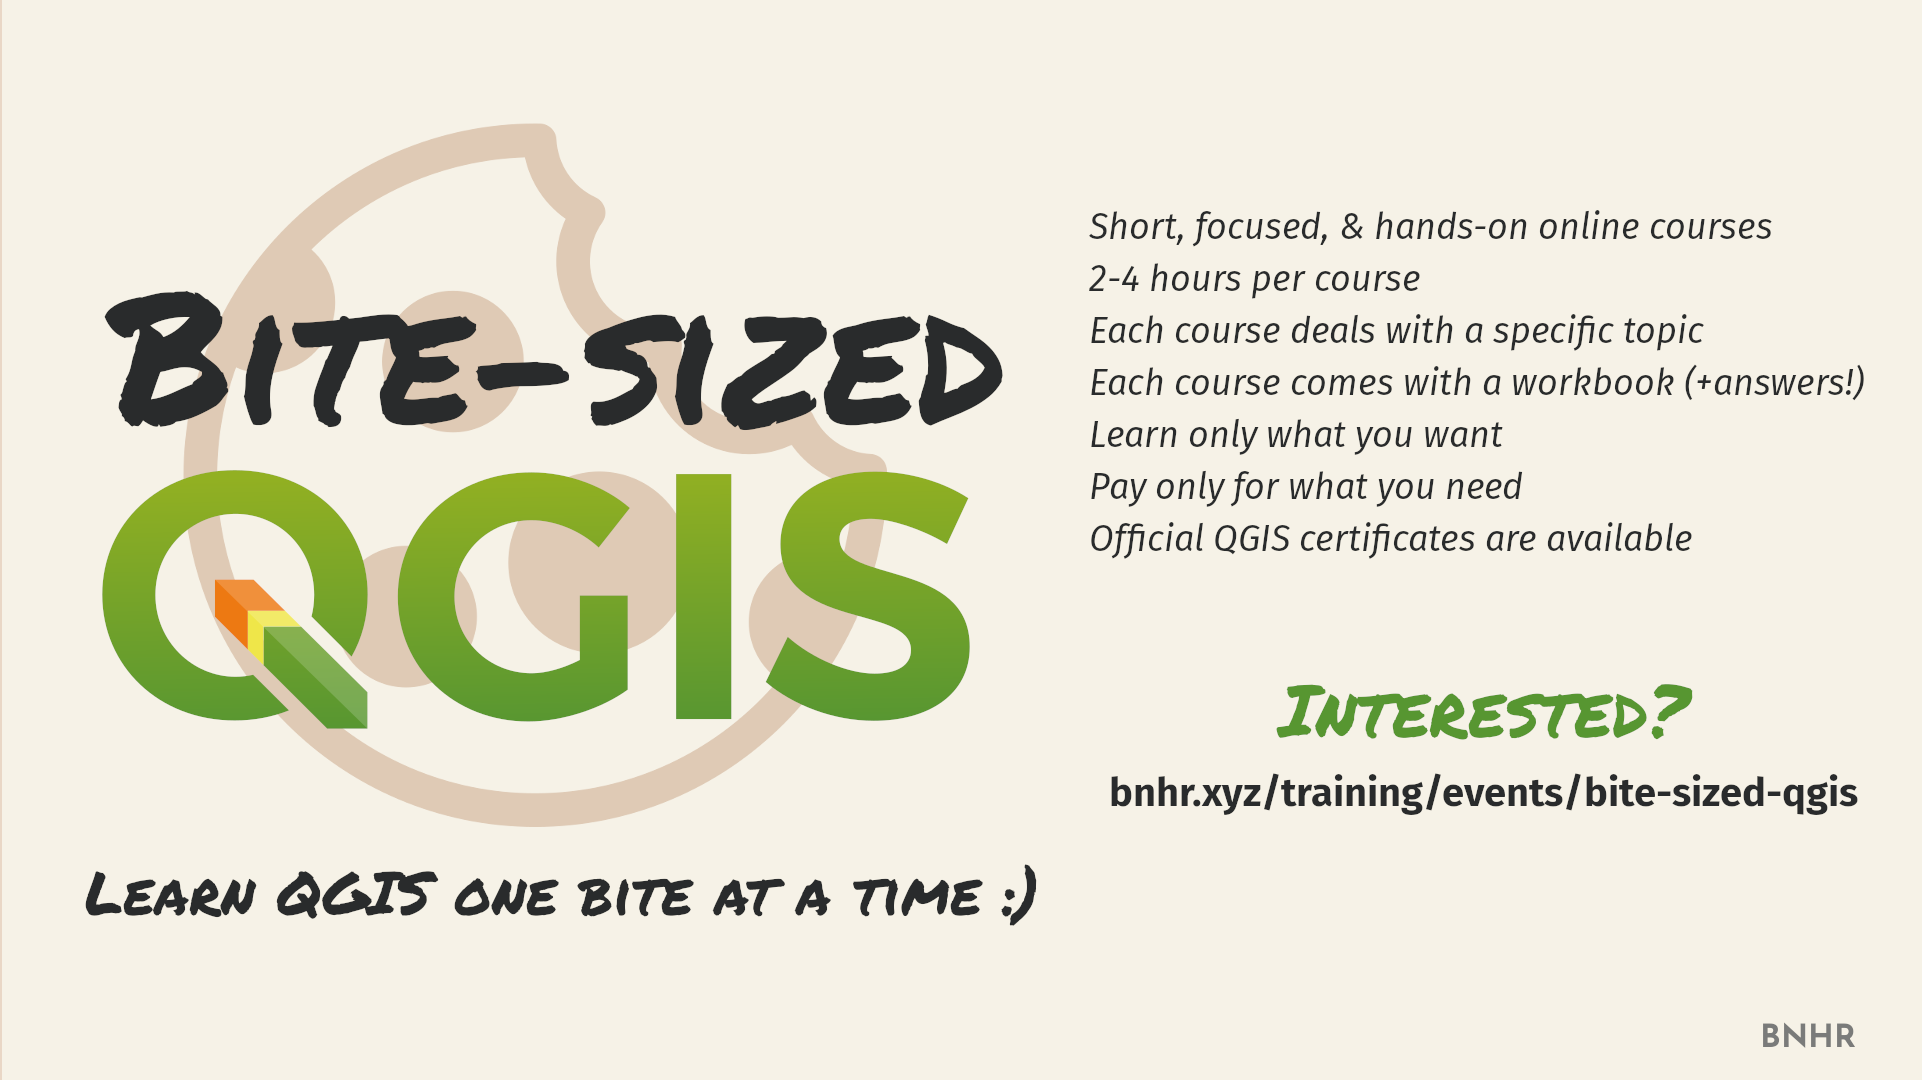 Bite-sized
QGIS
Learn QGIS one bite at a time :)
Short, focused, & hands-on online courses
2-4 hours per course
Each course deals with a specific topic
Each course comes with a workbook (+answers!)
Learn only what you want
Pay only for what you need
Official QGIS certificates are available
Interested?
bnhr.xyz/training/events/bite-sized-qgis
BNHR